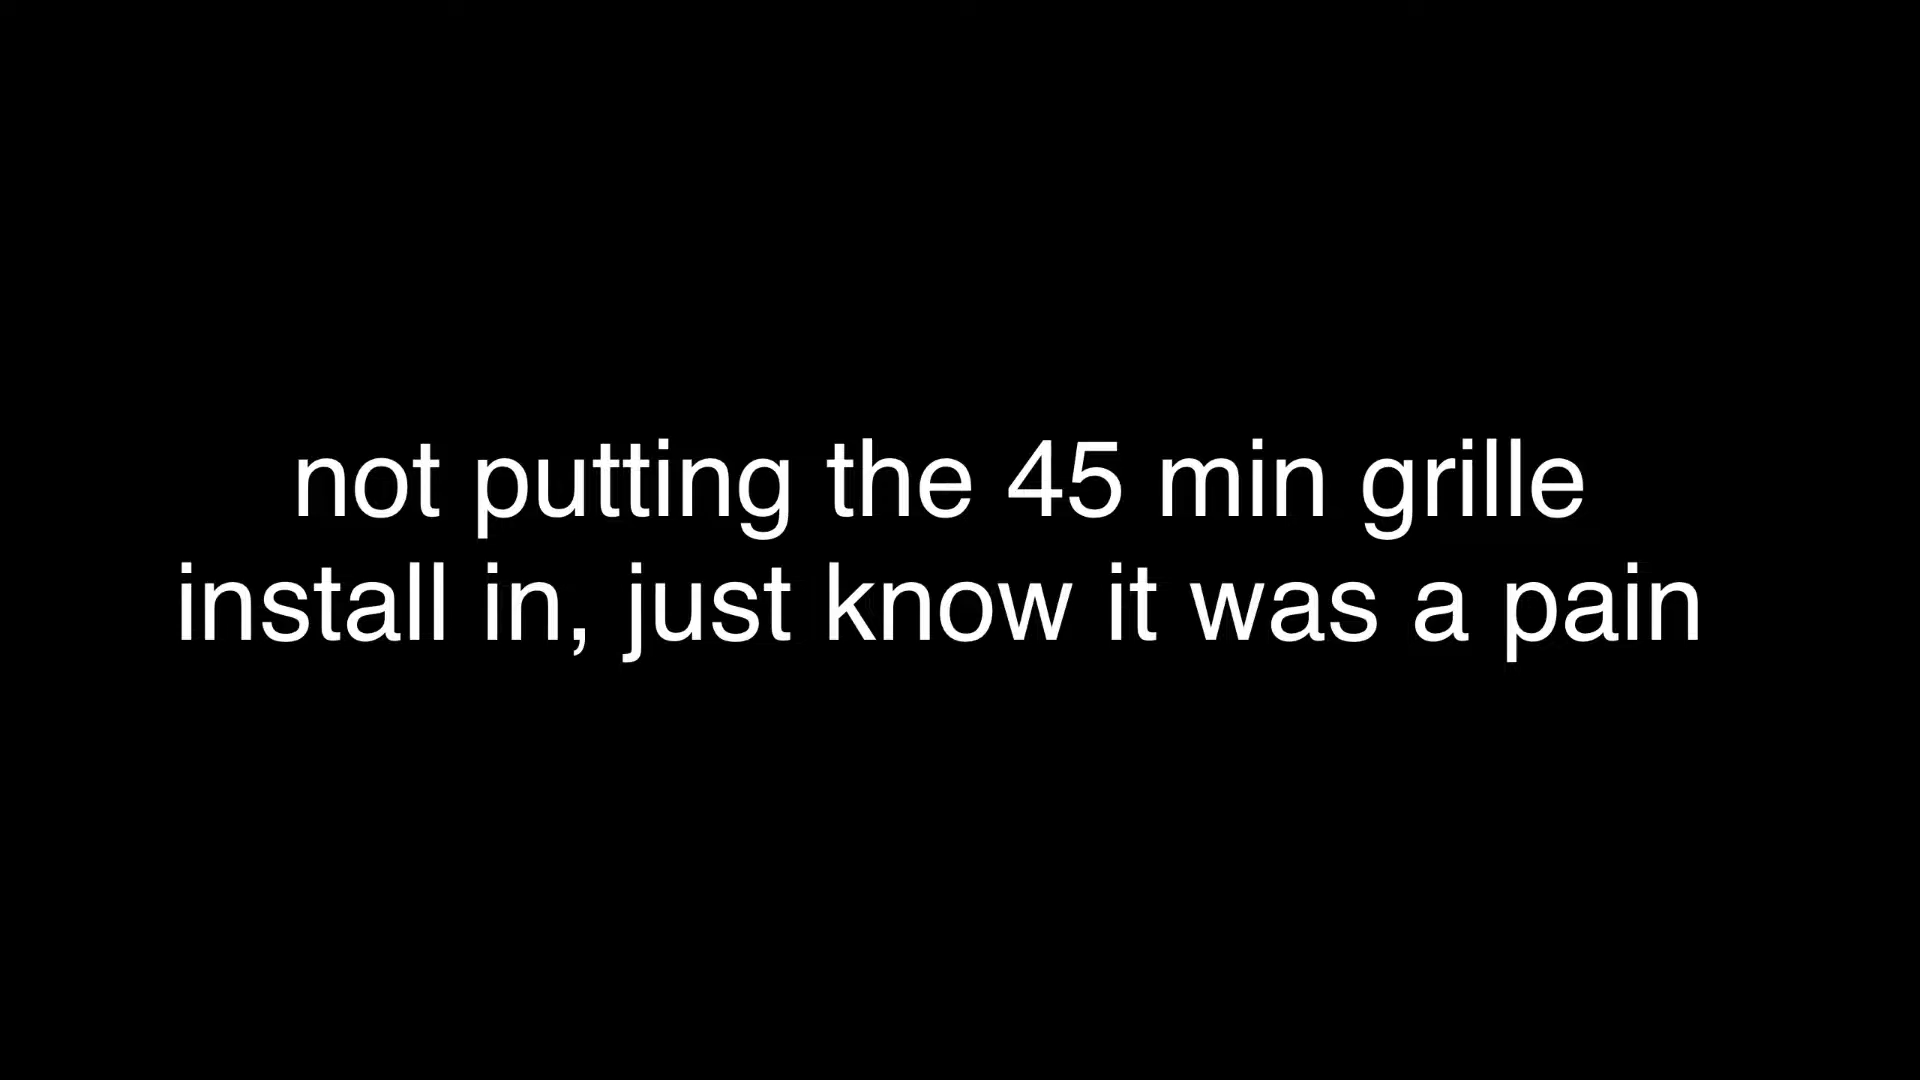 not putting the 45 min grille
install in, just know it was a pain